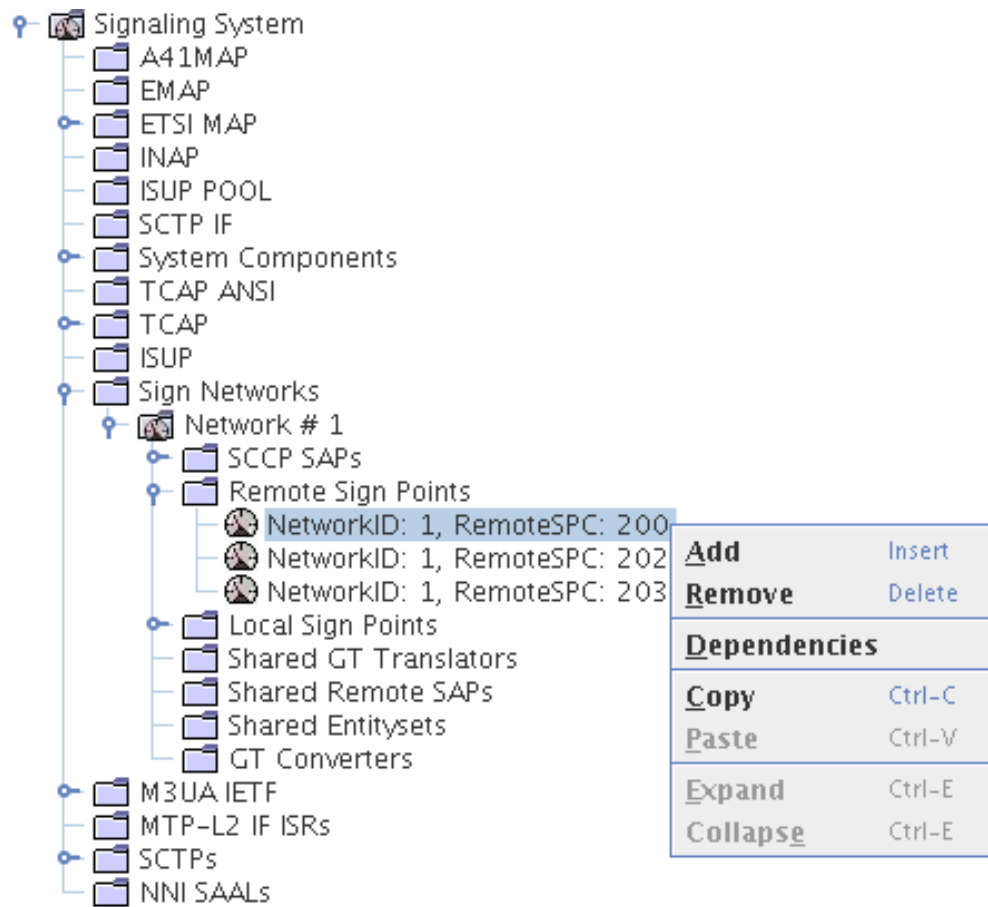 Signaling System
A41MAP
EMAP
ETSI MAP
INAP
ISUP POOL
SCTP IF
System Components
TCAP ANSI
TCAP
ISUP
Sign Networks
Network # 1
SCCP SAPs
Remote Sign Points
NetworkID: 1, RemoteSPC: 200
NetworkID: 1, RemoteSPC: 202
NetworkID: 1, RemoteSPC: 203
Local Sign Points
Shared GT Translators
Shared Remote SAPs
Shared Entitysets
GT Converters
M3UA IETF
MTP-L2 IF ISRs
SCTPs
NNI SAALs
Add Insert
Remove Delete
Dependencies
Copy Ctrl-C
Paste Ctrl-V
Expand Ctrl-E
Collapse Ctrl-E